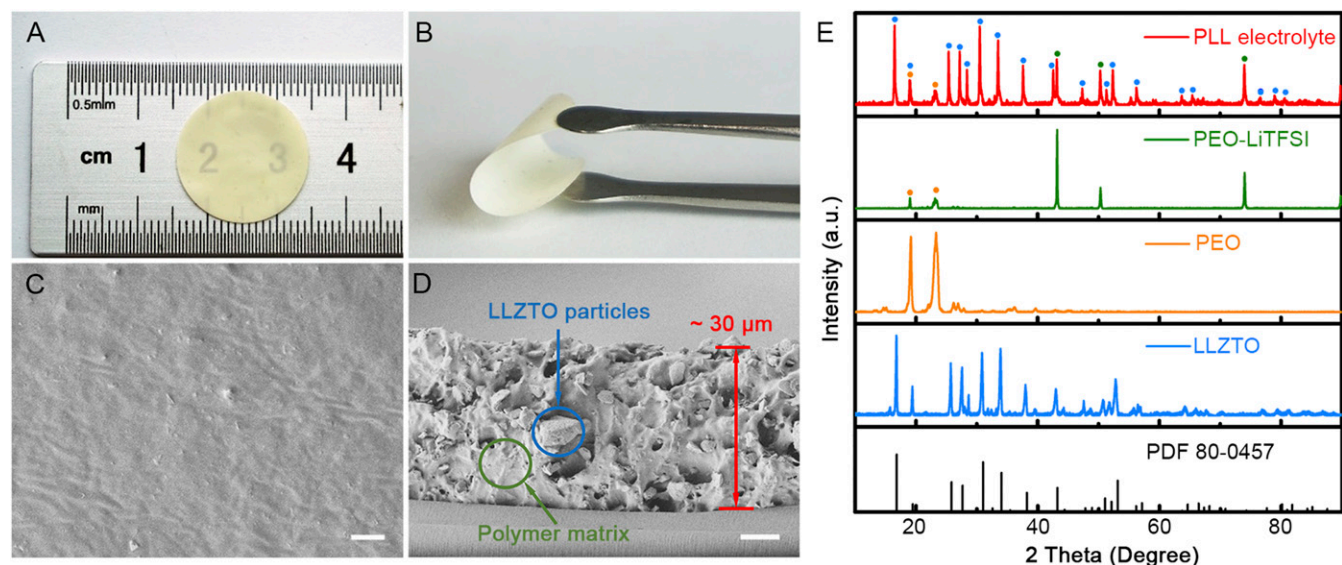 A
0.5mm
cm 1 2 3 4
mm
B
C
D
LLZTO particles
~ 30 μm
Polymer matrix
E
PLL electrolyte
PEO-LiTFSI
PEO
LLZTO
PDF 80-0457
Intensity (a.u.)
20 40 60 80
2 Theta (Degree)